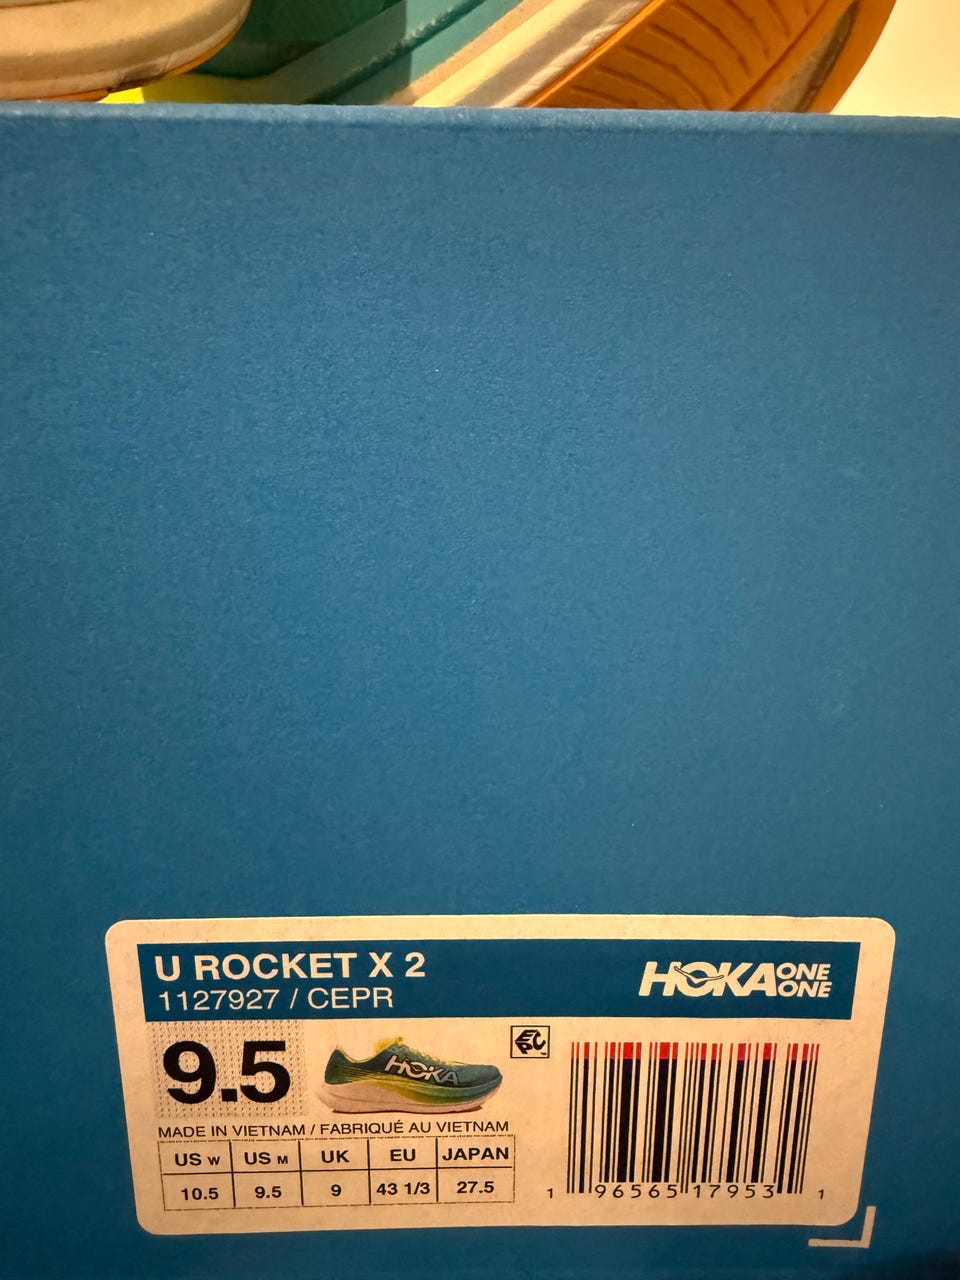 U ROCKET X 2
1127927 / CEPR
HOKA ONE ONE
9.5
HOKA
EPC™
MADE IN VIETNAM / FABRIQUÉ AU VIETNAM
US W US M UK EU JAPAN
10.5 9.5 9 43 1/3 27.5
1 96565 17953 1